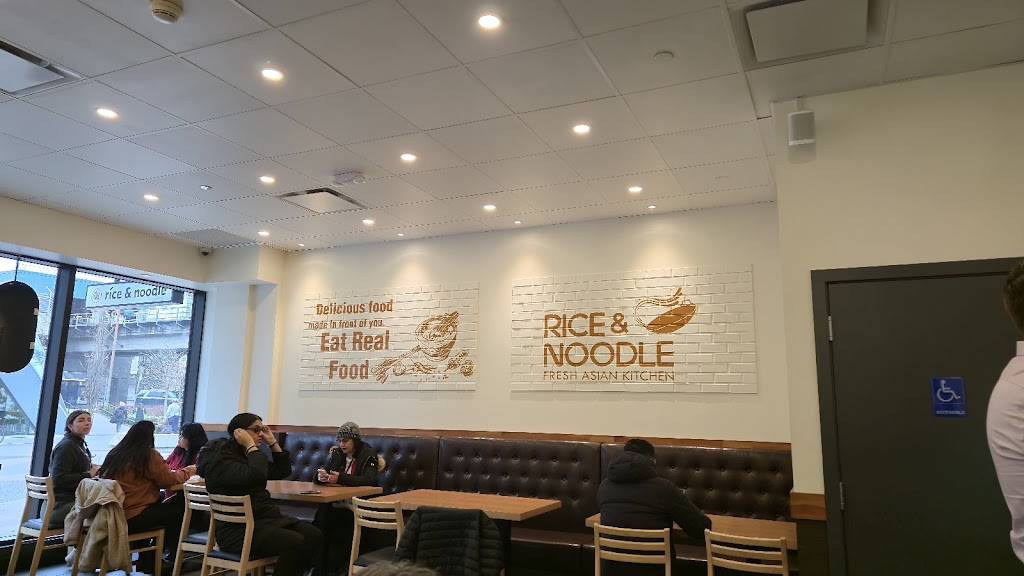 rice & noodle
Delicious food
made in front of you
Eat Real
Food
RICE &
NOODLE
FRESH ASIAN KITCHEN